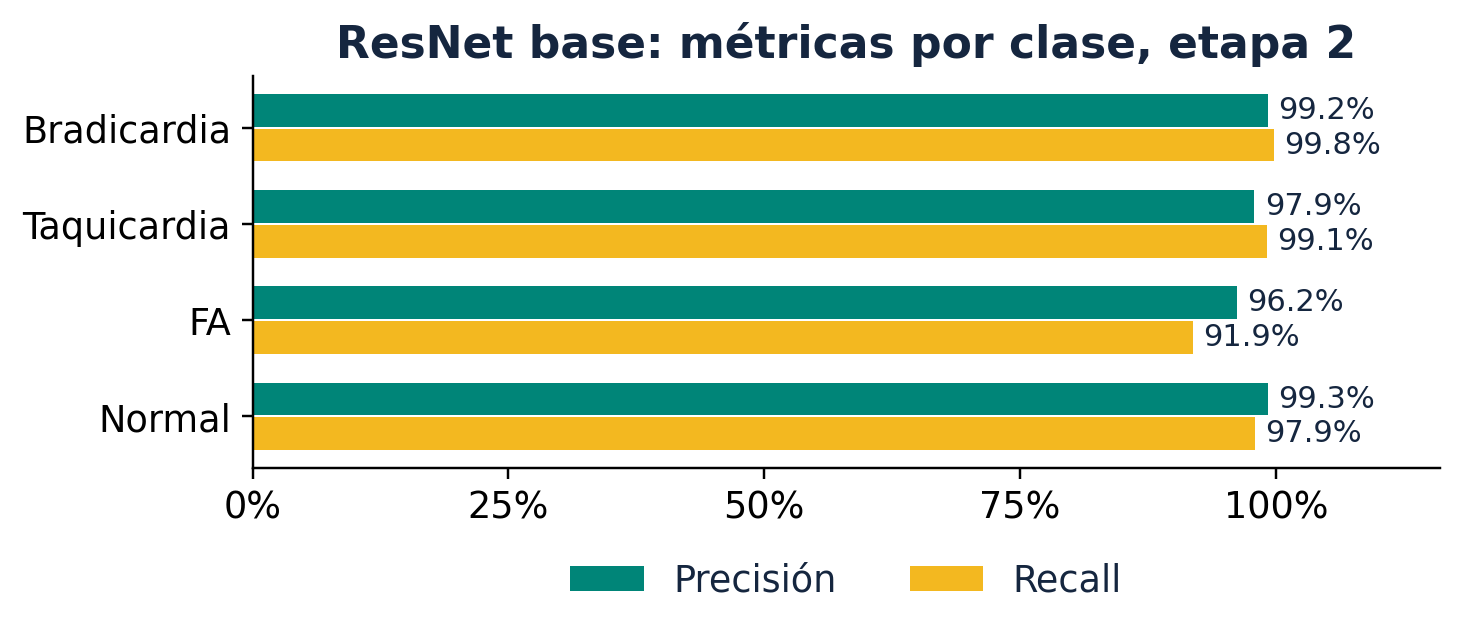 ResNet base: métricas por clase, etapa 2
Bradicardia
99.2%
99.8%
Taquicardia
97.9%
99.1%
FA
96.2%
91.9%
Normal
99.3%
97.9%
0% 25% 50% 75% 100%
Precisión Recall